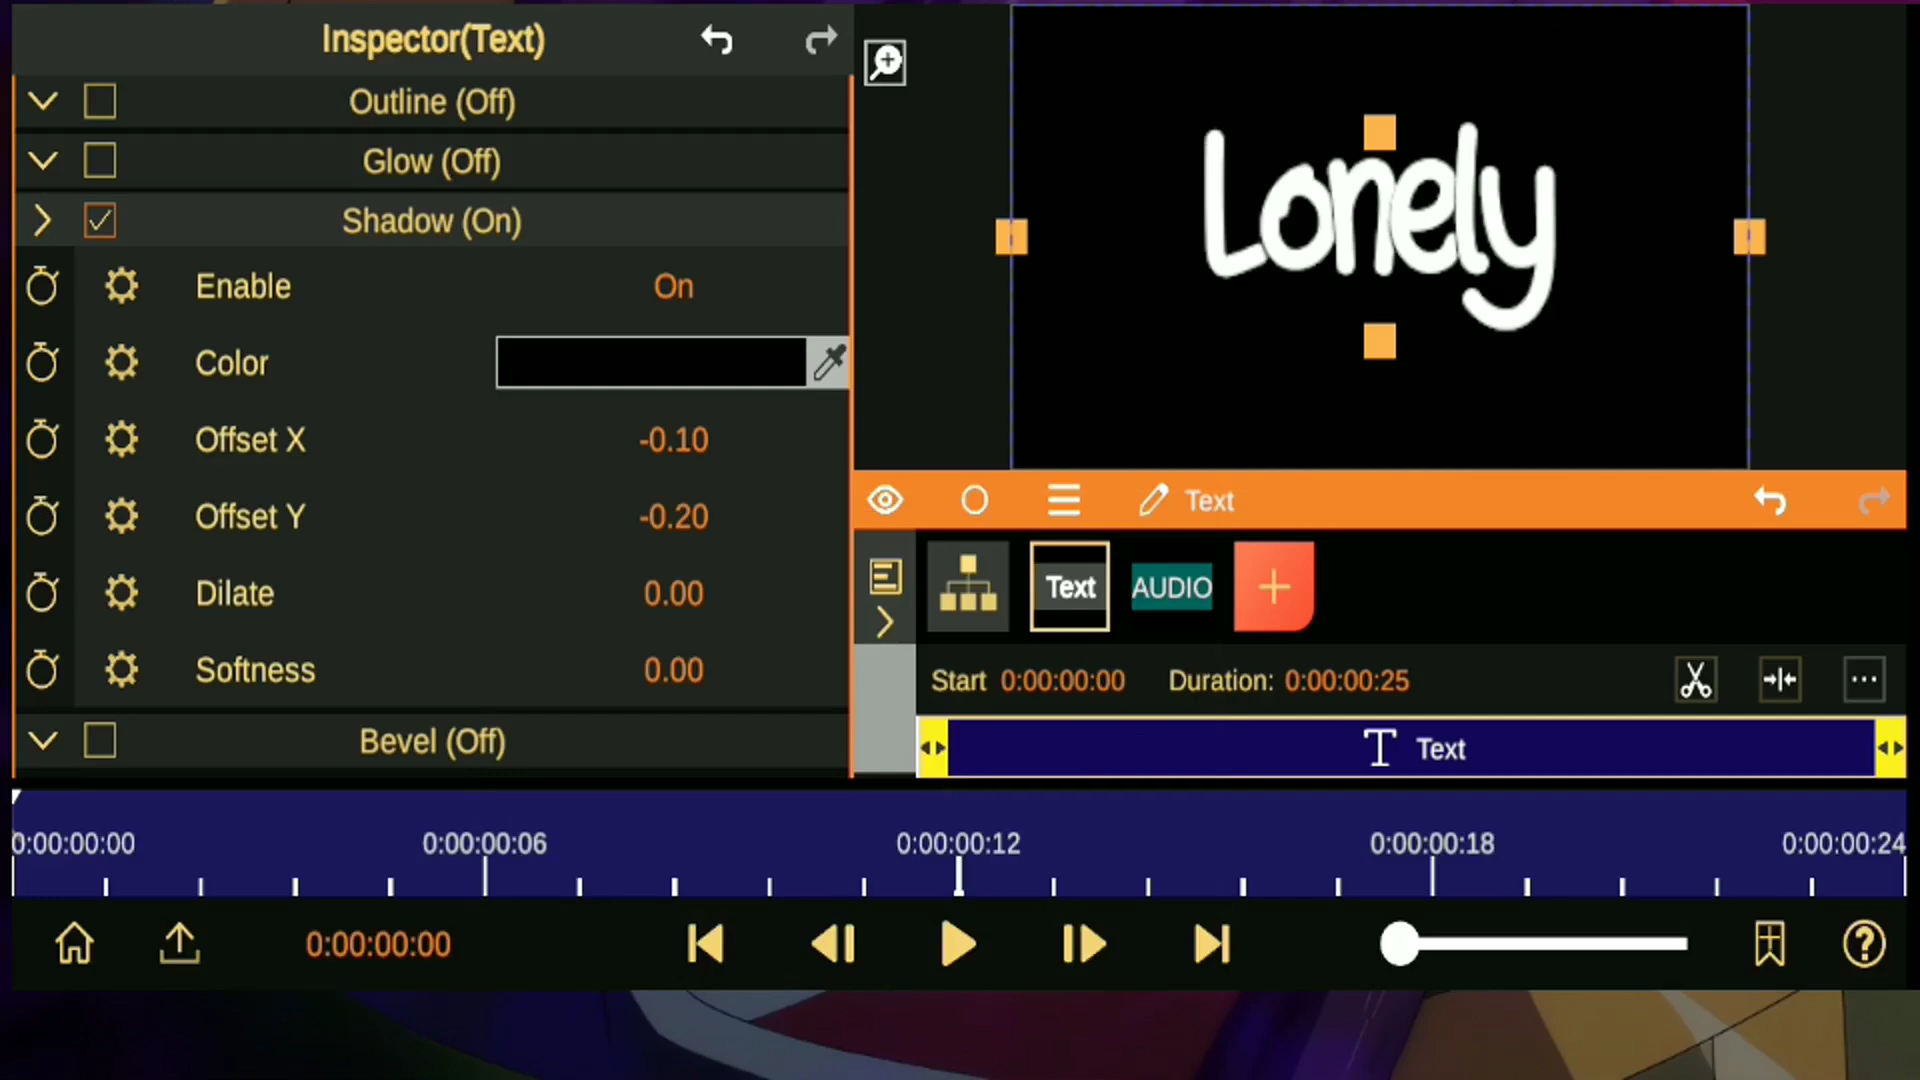 Inspector(Text)
Outline (Off)
Glow (Off)
Shadow (On)
Enable On
Color
Offset X -0.10
Offset Y -0.20
Dilate 0.00
Softness 0.00
Bevel (Off)
Lonely
Text
Text AUDIO
Start 0:00:00:00 Duration: 0:00:00:25
Text
0:00:00:00 0:00:00:06 0:00:00:12 0:00:00:18 0:00:00:24
0:00:00:00